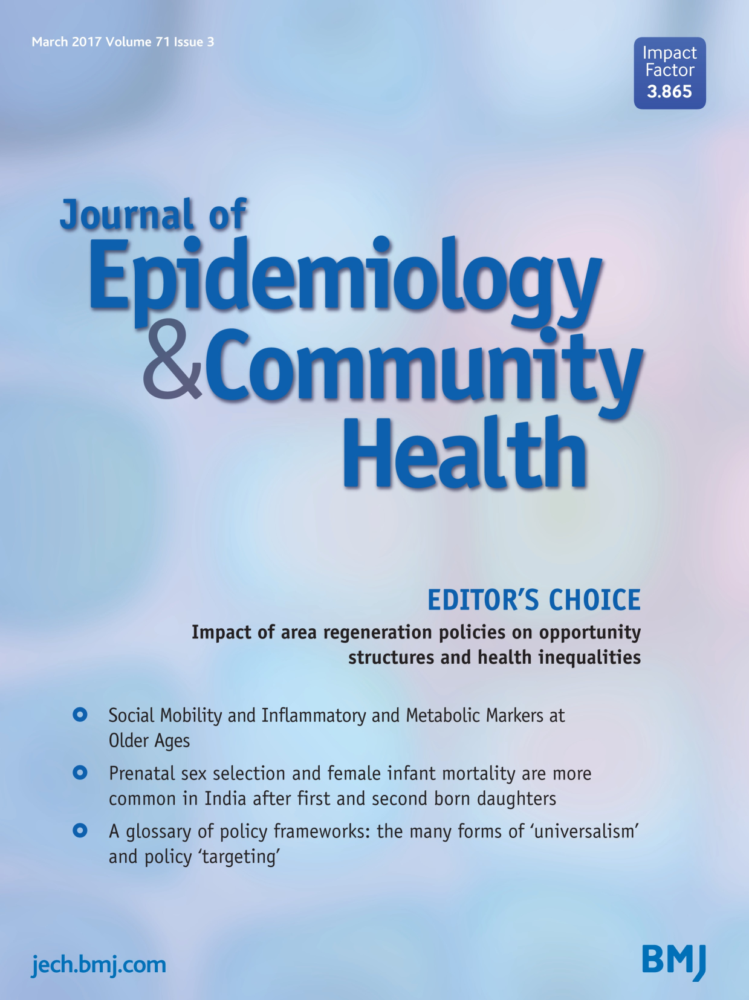 March 2017 Volume 71 Issue 3
Impact
Factor
3.865
Journal of
Epidemiology
&Community
Health
EDITOR’S CHOICE
Impact of area regeneration policies on opportunity
structures and health inequalities
Social Mobility and Inflammatory and Metabolic Markers at
Older Ages
Prenatal sex selection and female infant mortality are more
common in India after first and second born daughters
A glossary of policy frameworks: the many forms of ‘universalism’
and policy ‘targeting’
jech.bmj.com
BMJ